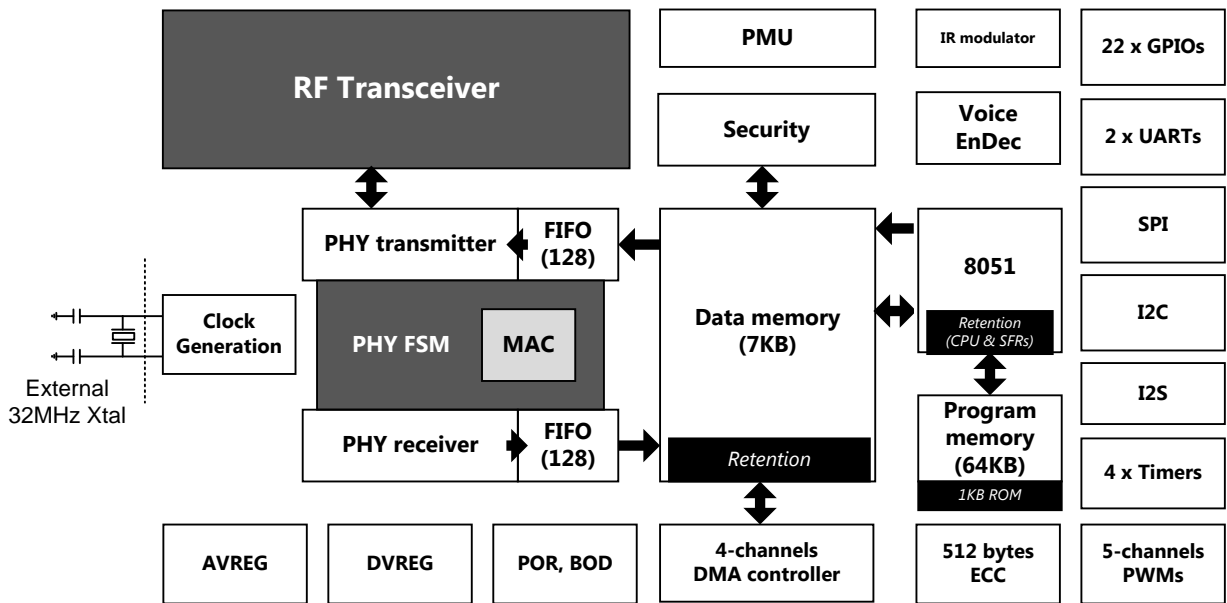 RF Transceiver
PMU
IR modulator
22 x GPIOs
Security
Voice
EnDec
2 x UARTs
PHY transmitter
FIFO
(128)
Data memory
(7KB)
Retention
8051
Retention
(CPU & SFRs)
SPI
Clock
Generation
External
32MHz Xtal
PHY FSM
MAC
I2C
PHY receiver
FIFO
(128)
Program
memory
(64KB)
1KB ROM
I2S
4 x Timers
AVREG
DVREG
POR, BOD
4-channels
DMA controller
512 bytes
ECC
5-channels
PWMs